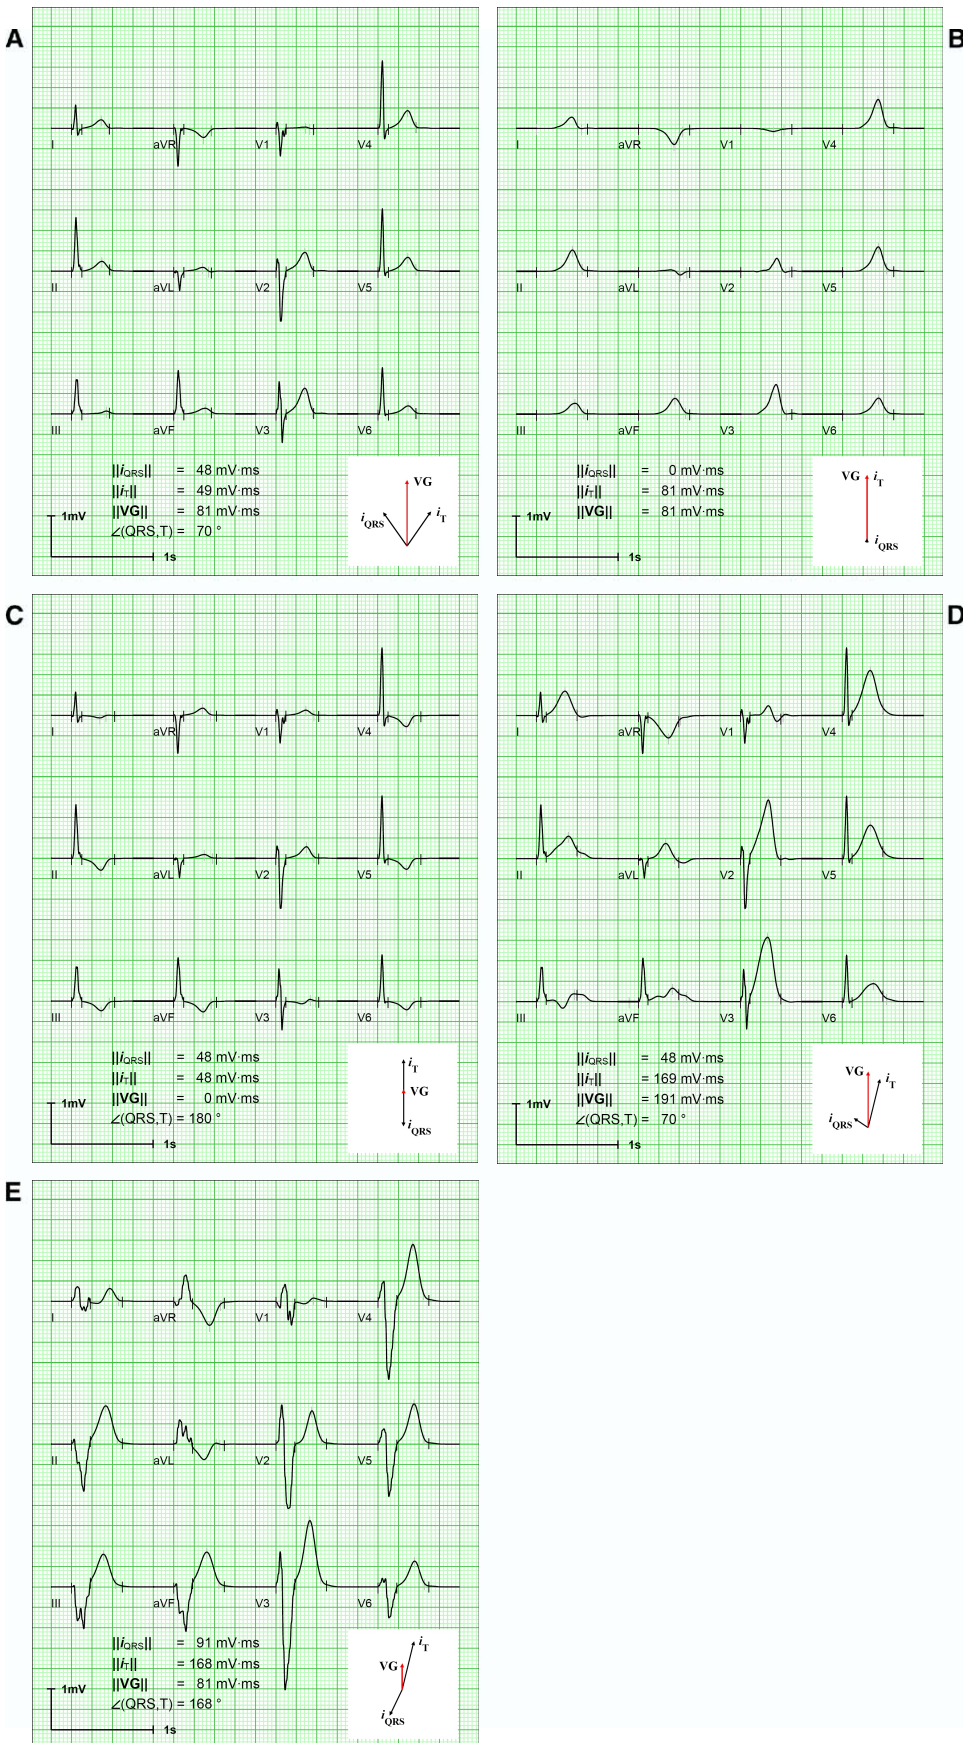 A
B
I aVR V1 V4
I aVR V1 V4
II aVL V2 V5
II aVL V2 V5
III aVF V3 V6
III aVF V3 V6
||iQRS|| = 48 mV·ms
||iT|| = 49 mV·ms
||VG|| = 81 mV·ms
∠(QRS,T) = 70 °
1mV
1s
VG
iQRS
iT
||iQRS|| = 0 mV·ms
||iT|| = 81 mV·ms
||VG|| = 81 mV·ms
1mV
1s
VG iT
iQRS
C
D
I aVR V1 V4
I aVR V1 V4
II aVL V2 V5
II aVL V2 V5
III aVF V3 V6
III aVF V3 V6
||iQRS|| = 48 mV·ms
||iT|| = 48 mV·ms
||VG|| = 0 mV·ms
∠(QRS,T) = 180 °
1mV
1s
iT
VG
iQRS
||iQRS|| = 48 mV·ms
||iT|| = 169 mV·ms
||VG|| = 191 mV·ms
∠(QRS,T) = 70 °
1mV
1s
VG
iT
iQRS
E
I aVR V1 V4
II aVL V2 V5
III aVF V3 V6
||iQRS|| = 91 mV·ms
||iT|| = 168 mV·ms
||VG|| = 81 mV·ms
∠(QRS,T) = 168 °
1mV
1s
iT
VG
iQRS